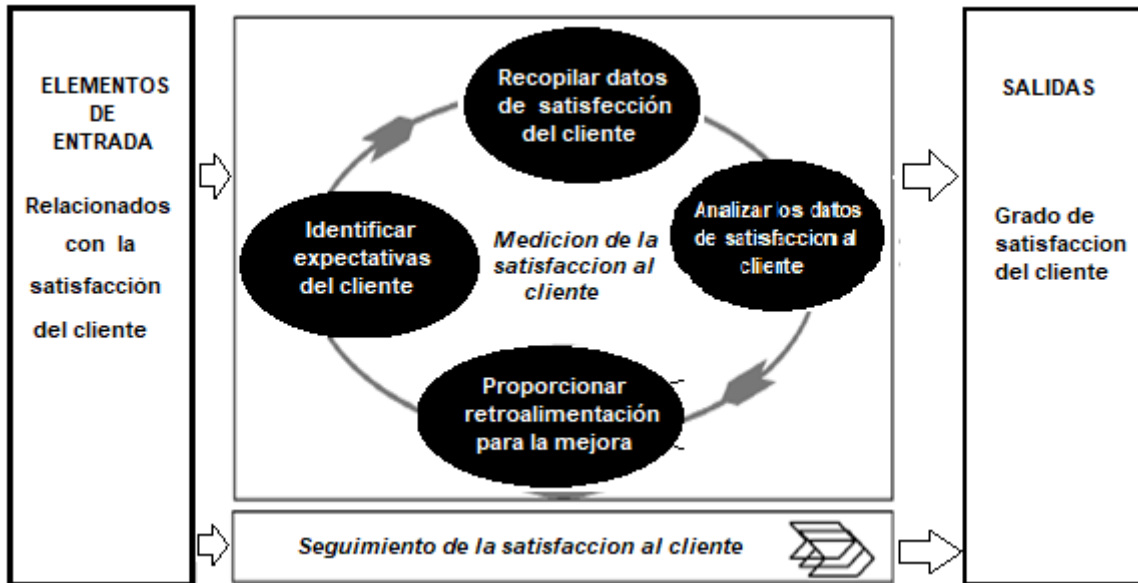 ELEMENTOS
DE
ENTRADA
Relacionados
con la
satisfacción
del cliente
Recopilar datos
de satisfección
del cliente
Identificar
expectativas
del cliente
Medicion de la
satisfaccion al
cliente
Analizar los datos
de satisfaccion al
cliente
Proporcionar
retroalimentación
para la mejora
Seguimiento de la satisfaccion al cliente
SALIDAS
Grado de
satisfaccion
del cliente